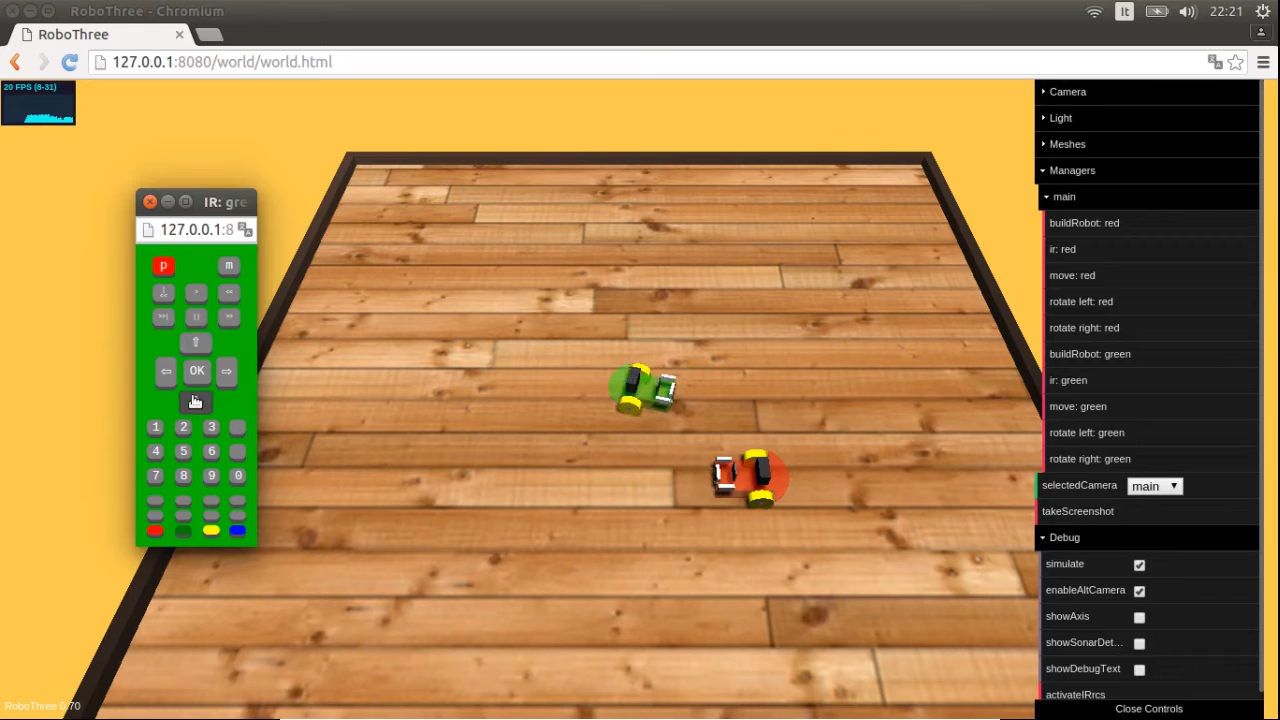 RoboThree - Chromium
It
22:21
RoboThree
127.0.0.1:8080/world/world.html
20 FPS (8-31)
IR: gre
127.0.0.1:8
p m
> <<
>>| || >>
⇧
⇦ OK ⇨
1 2 3
4 5 6
7 8 9 0
Camera
Light
Meshes
Managers
main
buildRobot: red
ir: red
move: red
rotate left: red
rotate right: red
buildRobot: green
ir: green
move: green
rotate left: green
rotate right: green
selectedCamera main
takeScreenshot
Debug
simulate
enableAltCamera
showAxis
showSonarDet...
showDebugText
activateIRrcs
Close Controls
RoboThree 0.70